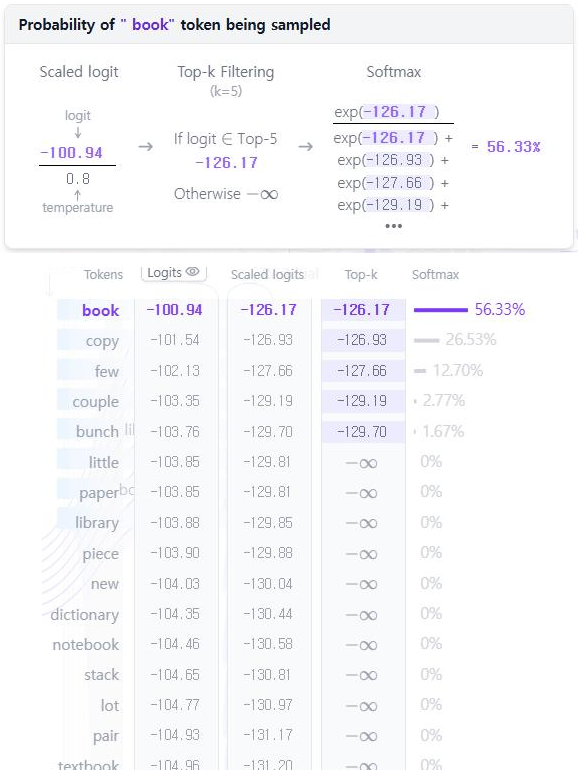 Probability of " book" token being sampled
Scaled logit
Top-k Filtering
(k=5)
Softmax
logit
↓
-100.94
0.8
↑
temperature
→
If logit ∈ Top-5
-126.17
Otherwise −∞
→
exp(-126.17 )
exp(-126.17 ) +
exp(-126.93 ) +
exp(-127.66 ) +
exp(-129.19 ) +
•••
= 56.33%
Tokens Logits Scaled logits Top-k Softmax
book -100.94 -126.17 -126.17 56.33%
copy -101.54 -126.93 -126.93 26.53%
few -102.13 -127.66 -127.66 12.70%
couple -103.35 -129.19 -129.19 2.77%
bunch -103.76 -129.70 -129.70 1.67%
little -103.85 -129.81 −∞ 0%
paper -103.85 -129.81 −∞ 0%
library -103.88 -129.85 −∞ 0%
piece -103.90 -129.88 −∞ 0%
new -104.03 -130.04 −∞ 0%
dictionary -104.35 -130.44 −∞ 0%
notebook -104.46 -130.58 −∞ 0%
stack -104.65 -130.81 −∞ 0%
lot -104.77 -130.97 −∞ 0%
pair -104.93 -131.17 −∞ 0%
textbook -104.96 -131.20 −∞ 0%